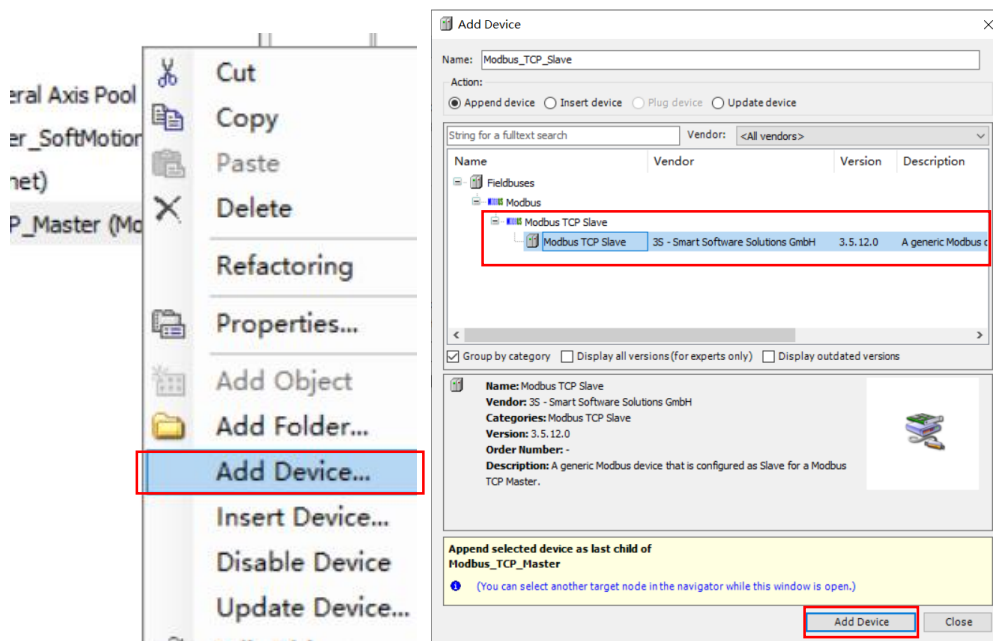 eral Axis Pool
er_SoftMotion
net)
P_Master (Mo
Cut
Copy
Paste
Delete
Refactoring
Properties...
Add Object
Add Folder...
Add Device...
Insert Device...
Disable Device
Update Device...
Add Device
Name: Modbus_TCP_Slave
Action:
Append device Insert device Plug device Update device
String for a fulltext search Vendor: <All vendors>
Name Vendor Version Description
Fieldbuses
Modbus
Modbus TCP Slave
Modbus TCP Slave 3S - Smart Software Solutions GmbH 3.5.12.0 A generic Modbus d
Group by category Display all versions (for experts only) Display outdated versions
Name: Modbus TCP Slave
Vendor: 3S - Smart Software Solutions GmbH
Categories: Modbus TCP Slave
Version: 3.5.12.0
Order Number: -
Description: A generic Modbus device that is configured as Slave for a Modbus
TCP Master.
Append selected device as last child of
Modbus_TCP_Master
(You can select another target node in the navigator while this window is open.)
Add Device Close